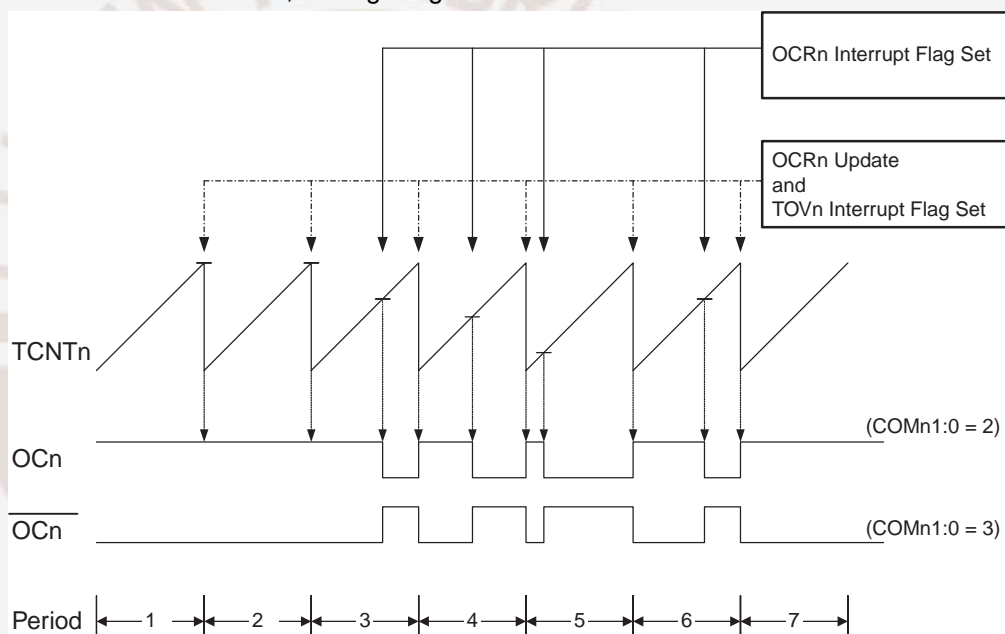 OCRn Interrupt Flag Set
OCRn Update
and
TOVn Interrupt Flag Set
TCNTn
(COMn1:0 = 2)
OCn
OCn
(COMn1:0 = 3)
Period 1 2 3 4 5 6 7